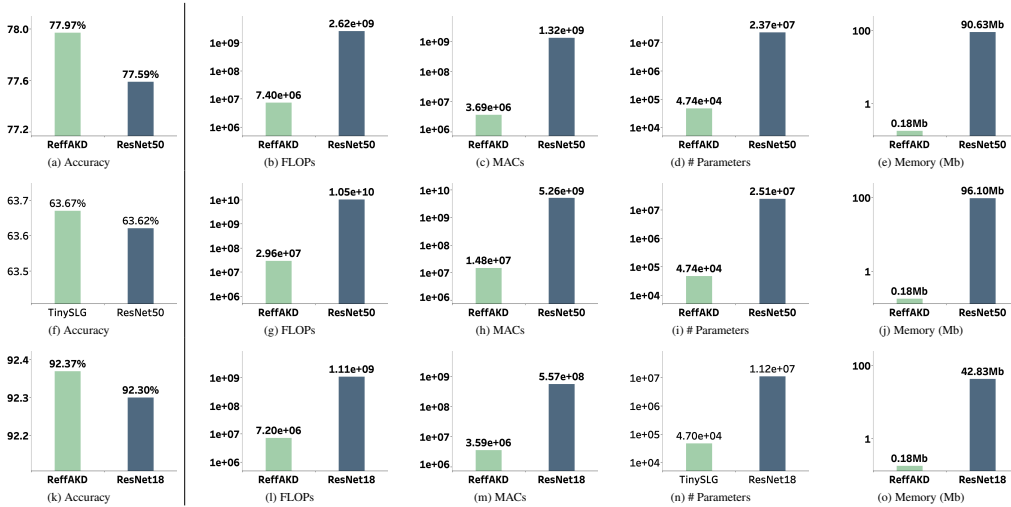 77.97%
78.0
77.59%
77.6
77.2
ReffAKD ResNet50
(a) Accuracy
2.62e+09
1e+09
1e+08
7.40e+06
1e+07
1e+06
ReffAKD ResNet50
(b) FLOPs
1.32e+09
1e+09
1e+08
1e+07
3.69e+06
1e+06
ReffAKD ResNet50
(c) MACs
2.37e+07
1e+07
1e+06
4.74e+04
1e+05
1e+04
ReffAKD ResNet50
(d) # Parameters
90.63Mb
100
1
0.18Mb
ReffAKD ResNet50
(e) Memory (Mb)
63.7
63.67%
63.62%
63.6
63.5
TinySLG ResNet50
(f) Accuracy
1.05e+10
1e+10
1e+09
1e+08
2.96e+07
1e+07
1e+06
ReffAKD ResNet50
(g) FLOPs
5.26e+09
1e+10
1e+09
1e+08
1.48e+07
1e+07
1e+06
ReffAKD ResNet50
(h) MACs
2.51e+07
1e+07
1e+06
4.74e+04
1e+05
1e+04
ReffAKD ResNet50
(i) # Parameters
96.10Mb
100
1
0.18Mb
ReffAKD ResNet50
(j) Memory (Mb)
92.4
92.37%
92.30%
92.3
92.2
ReffAKD ResNet18
(k) Accuracy
1.11e+09
1e+09
1e+08
7.20e+06
1e+07
1e+06
ReffAKD ResNet18
(l) FLOPs
5.57e+08
1e+09
1e+08
1e+07
3.59e+06
1e+06
ReffAKD ResNet18
(m) MACs
1.12e+07
1e+07
1e+06
4.70e+04
1e+05
1e+04
TinySLG ResNet18
(n) # Parameters
42.83Mb
100
1
0.18Mb
ReffAKD ResNet18
(o) Memory (Mb)